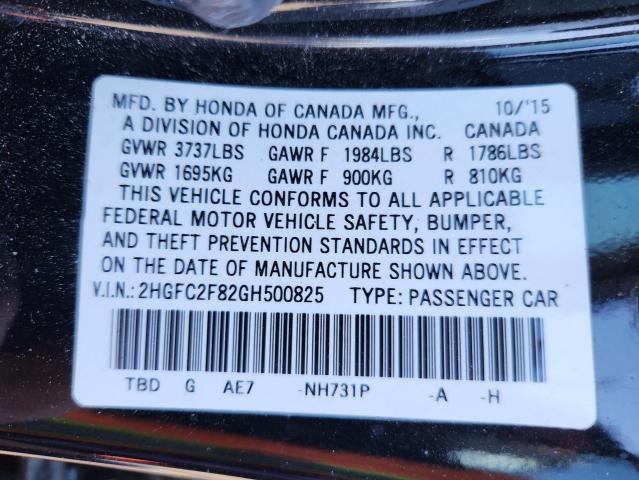 MFD. BY HONDA OF CANADA MFG., 10/'15
A DIVISION OF HONDA CANADA INC. CANADA
GVWR 3737LBS GAWR F 1984LBS R 1786LBS
GVWR 1695KG GAWR F 900KG R 810KG
THIS VEHICLE CONFORMS TO ALL APPLICABLE
FEDERAL MOTOR VEHICLE SAFETY, BUMPER,
AND THEFT PREVENTION STANDARDS IN EFFECT
ON THE DATE OF MANUFACTURE SHOWN ABOVE.
V.I.N.: 2HGFC2F82GH500825 TYPE: PASSENGER CAR
TBD G AE7 -NH731P -A -H